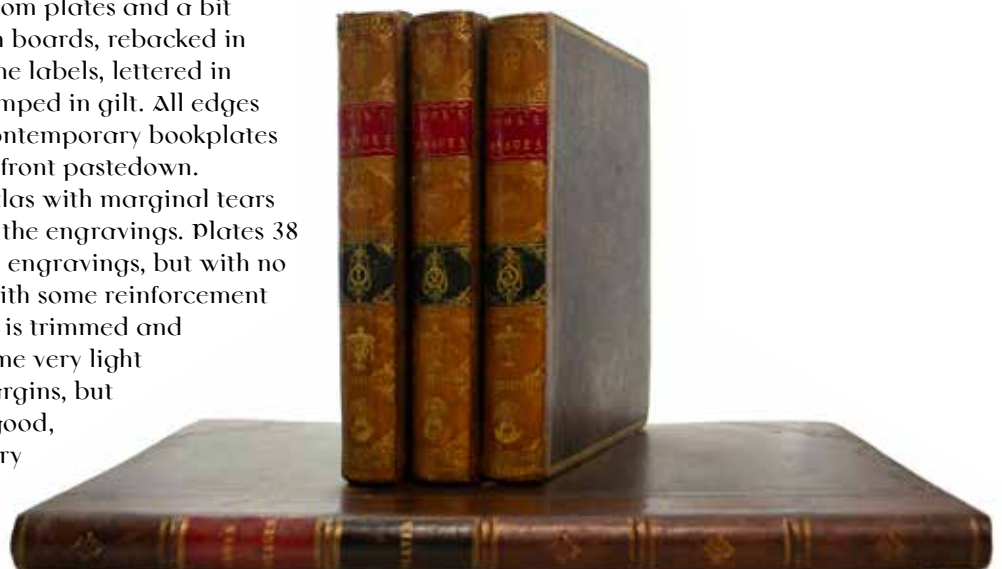 om plates and a bit
n boards, rebacked in
ne labels, lettered in
mped in gilt. All edges
ontemporary bookplates
front pastedown.
las with marginal tears
the engravings. Plates 38
engravings, but with no
ith some reinforcement
is trimmed and
me very light
rgins, but
good,
ry